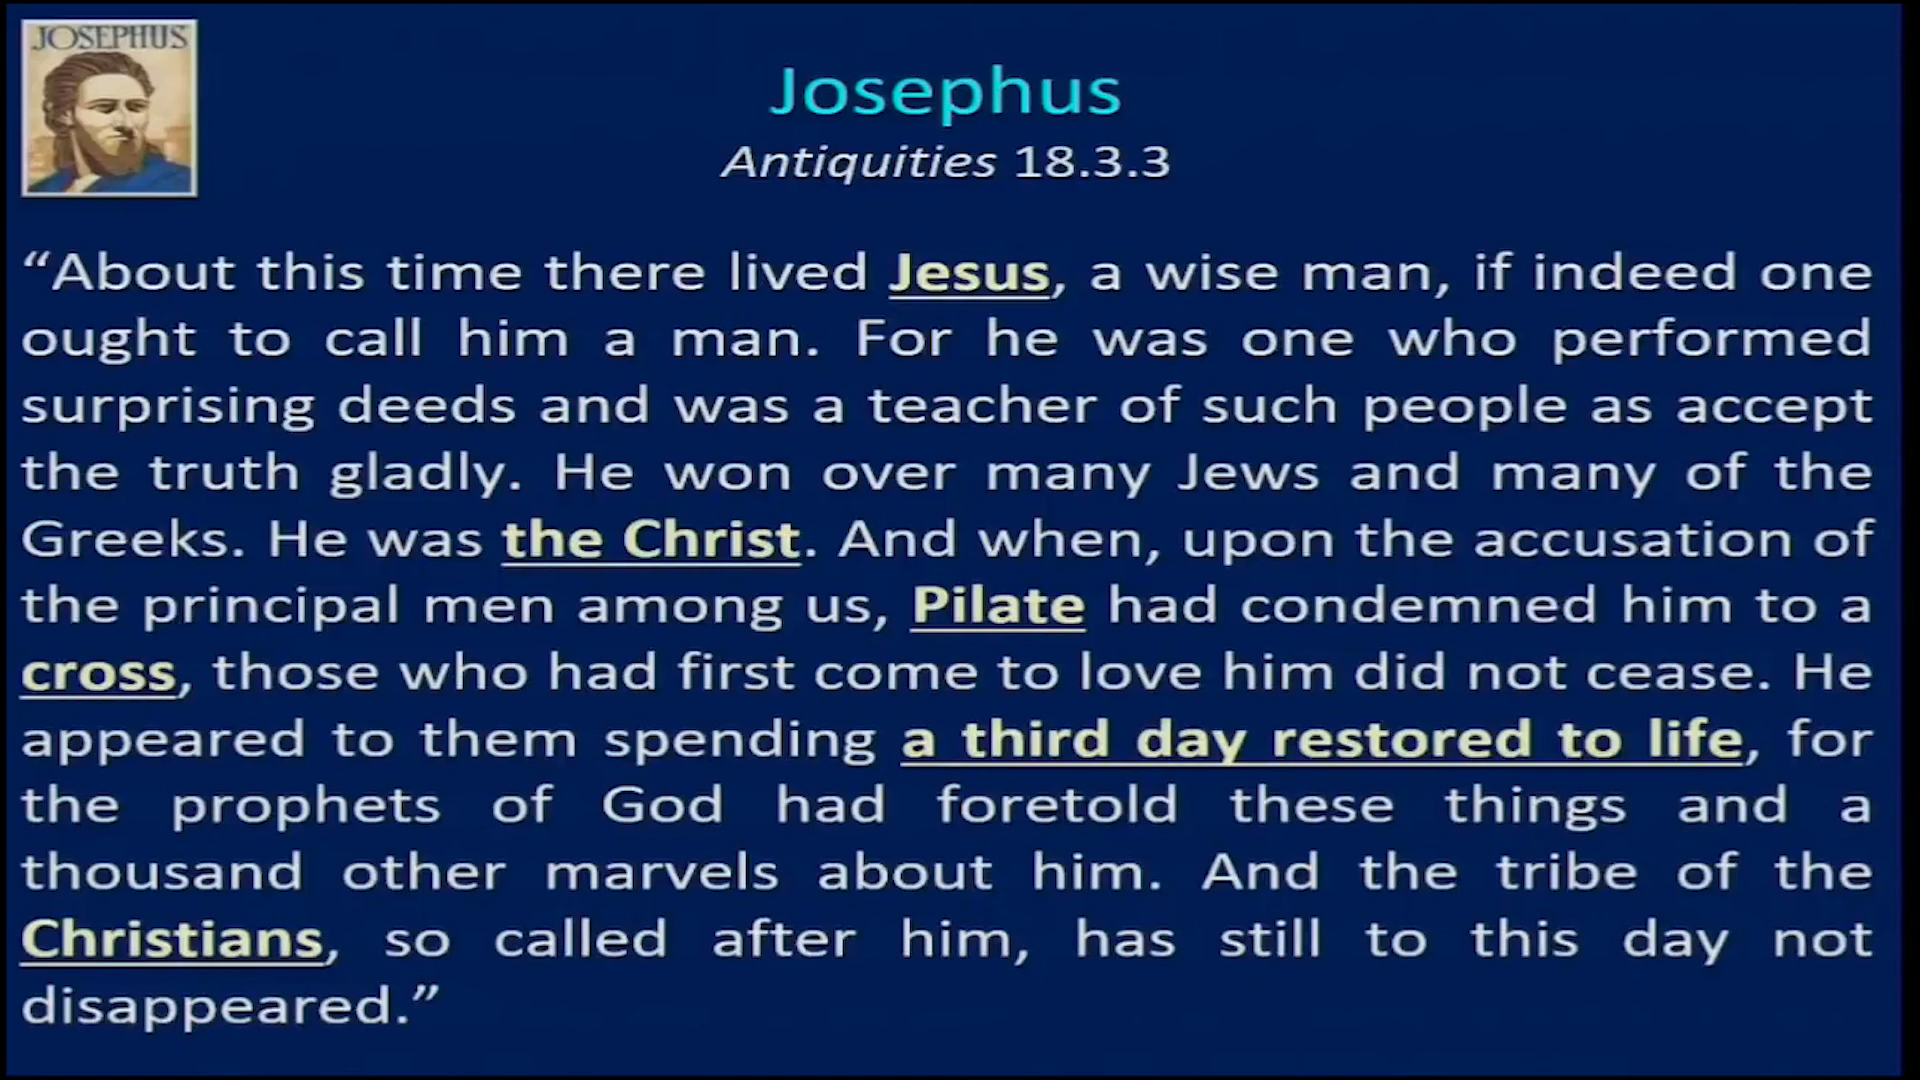 JOSEPHUS
Josephus
Antiquities 18.3.3
“About this time there lived Jesus, a wise man, if indeed one
ought to call him a man. For he was one who performed
surprising deeds and was a teacher of such people as accept
the truth gladly. He won over many Jews and many of the
Greeks. He was the Christ. And when, upon the accusation of
the principal men among us, Pilate had condemned him to a
cross, those who had first come to love him did not cease. He
appeared to them spending a third day restored to life, for
the prophets of God had foretold these things and a
thousand other marvels about him. And the tribe of the
Christians, so called after him, has still to this day not
disappeared.”